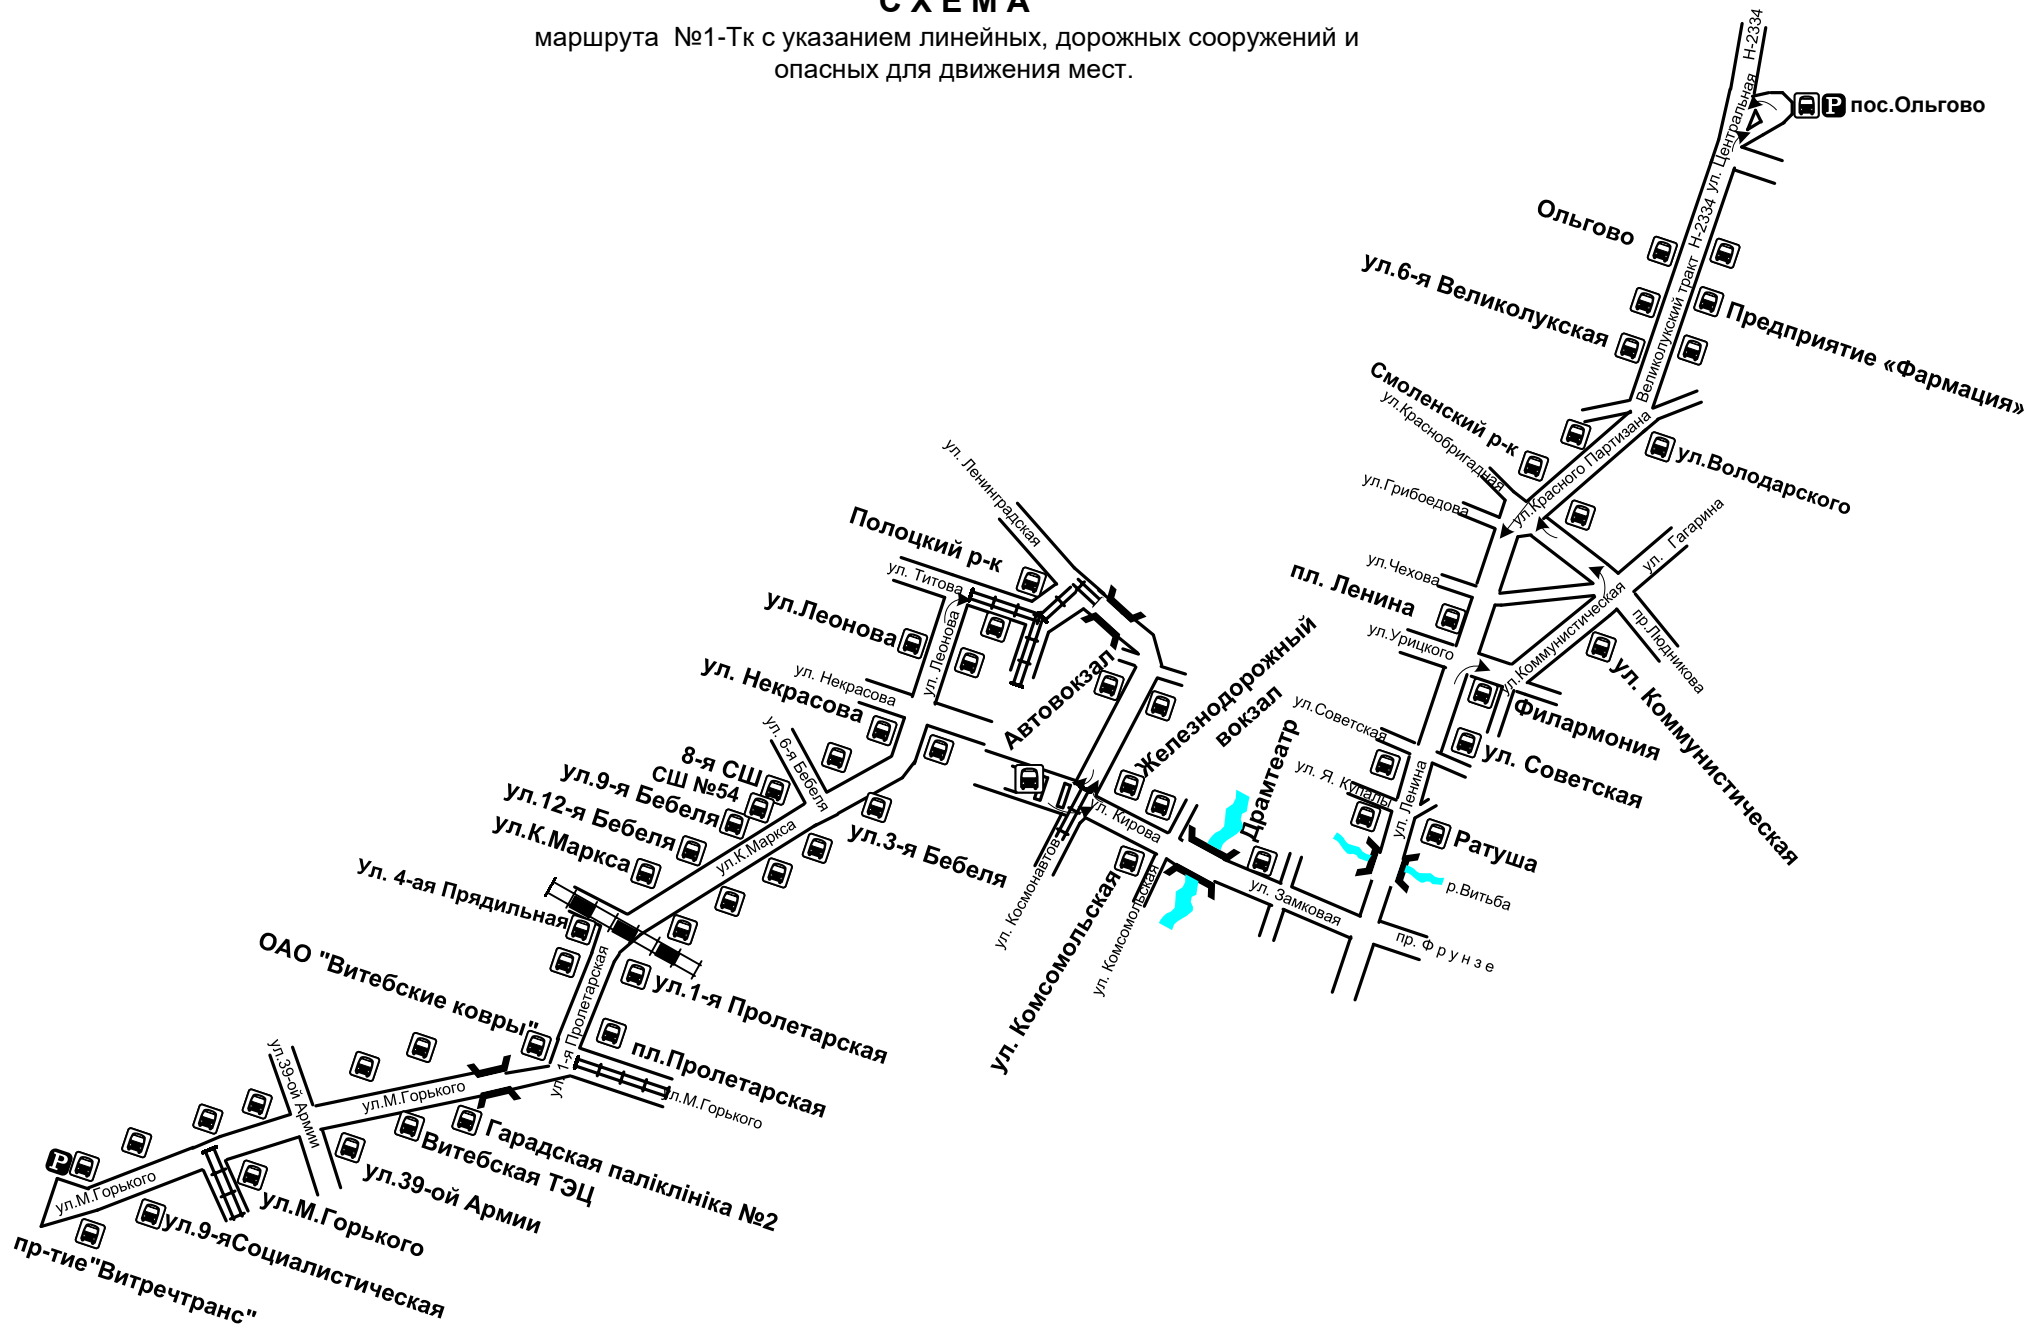 С Х Е М А
маршрута №1-Тк с указанием линейных, дорожных сооружений и
опасных для движения мест.
Н-2334
ул. Центральная
P пос.Ольгово
Ольгово
Н-2334
ул.6-я Великолукская
Великолукский тракт
Предприятие «Фармация»
Смоленский р-к
ул.Краснобригадная
ул.Красного Партизана
ул.Володарского
ул.Грибоедова
ул. Гагарина
ул.Чехова
пл. Ленина
ул.Урицкого
ул.Коммунистическая
пр.Людникова
ул. Коммунистическая
Филармония
ул.Советская
ул. Советская
ул. Я. Купалы
ул. Ленина
Ратуша
р.Витьба
пр. Ф р у н з е
ул. Ленинградская
Полоцкий р-к
ул. Титова
ул.Леонова
ул. Леонова
ул. Некрасова
ул. Некрасова
Автовокзал
Железнодорожный
вокзал
Драмтеатр
ул. Кирова
ул. Замковая
ул. Космонавтов
ул. Комсомольская
ул. Комсомольская
ул. 6-я Бебеля
8-я СШ
СШ №54
ул.9-я Бебеля
ул.12-я Бебеля
ул.К.Маркса
ул.К.Маркса
ул.3-я Бебеля
Ул. 4-ая Прядильная
ОАО "Витебские ковры"
ул. 1-я Пролетарская
ул.1-я Пролетарская
пл.Пролетарская
ул.М.Горького
ул.39-ой Армии
ул.М.Горького
Гарадская паліклініка №2
Витебская ТЭЦ
ул.39-ой Армии
ул.М.Горького
P
ул.М.Горького
ул.9-яСоциалистическая
пр-тие"Витречтранс"